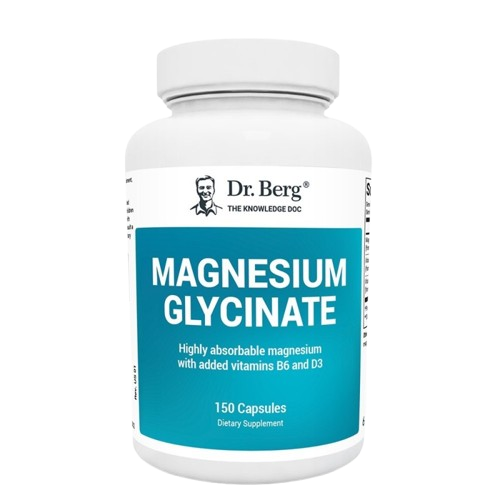 Dr. Berg®
THE KNOWLEDGE DOC
MAGNESIUM
GLYCINATE
Highly absorbable magnesium
with added vitamins B6 and D3
150 Capsules
Dietary Supplement